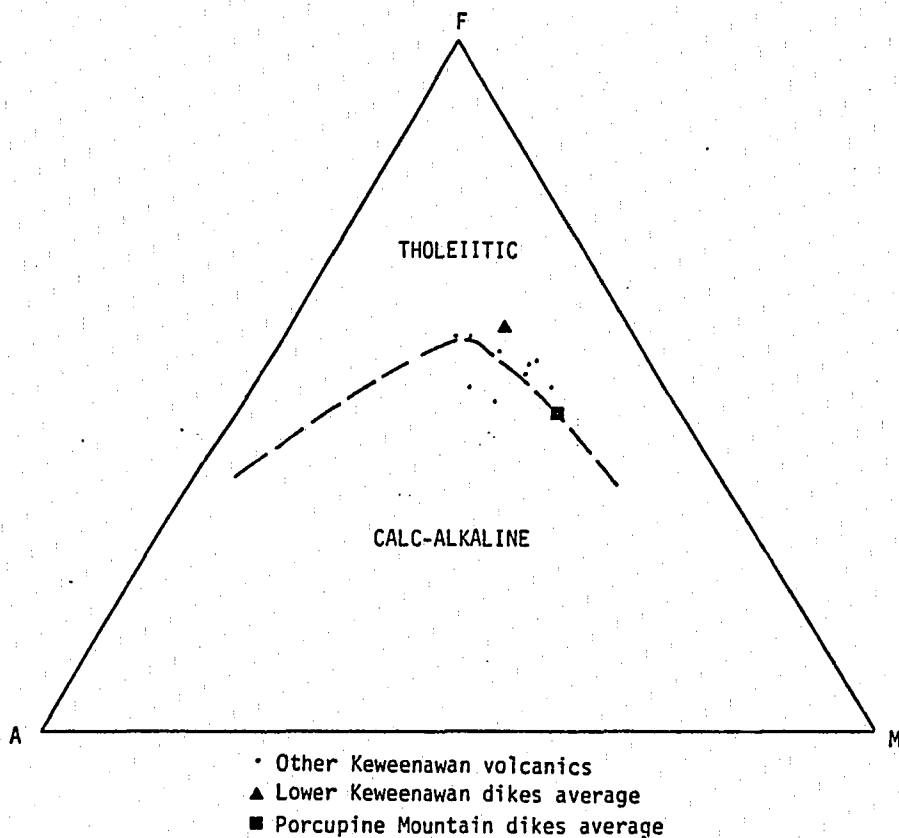 F
THOLEIITIC
CALC-ALKALINE
A
M
· Other Keweenawan volcanics
▲ Lower Keweenawan dikes average
■ Porcupine Mountain dikes average